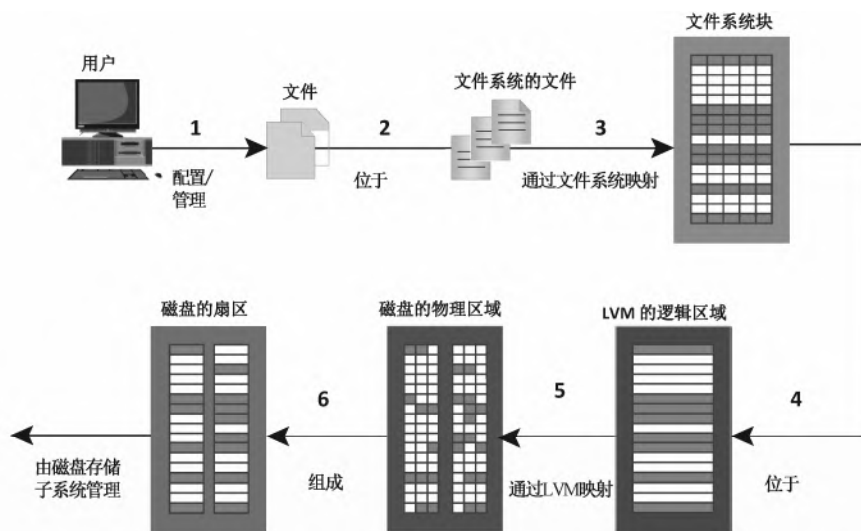 文件系统块
用户
文件
文件系统的文件
1
2
3
配置/
管理
位于
通过文件系统映射
磁盘的扇区
磁盘的物理区域
LVM 的逻辑区域
6
5
4
由磁盘存储
子系统管理
组成
通过LVM映射
位于